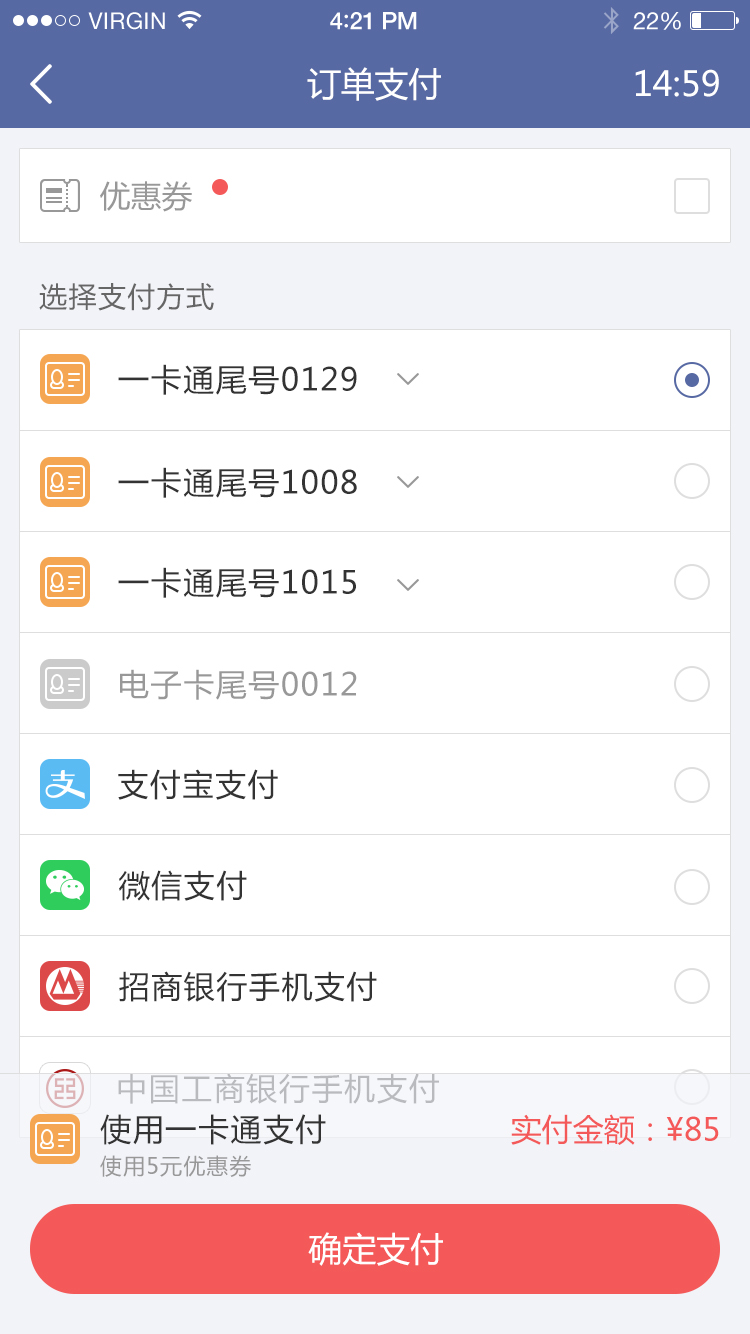 VIRGIN 4:21 PM 22%
订单支付 14:59
优惠券
选择支付方式
一卡通尾号0129
一卡通尾号1008
一卡通尾号1015
电子卡尾号0012
支付宝支付
微信支付
招商银行手机支付
中国工商银行手机支付
使用一卡通支付 实付金额：¥85
使用5元优惠券
确定支付